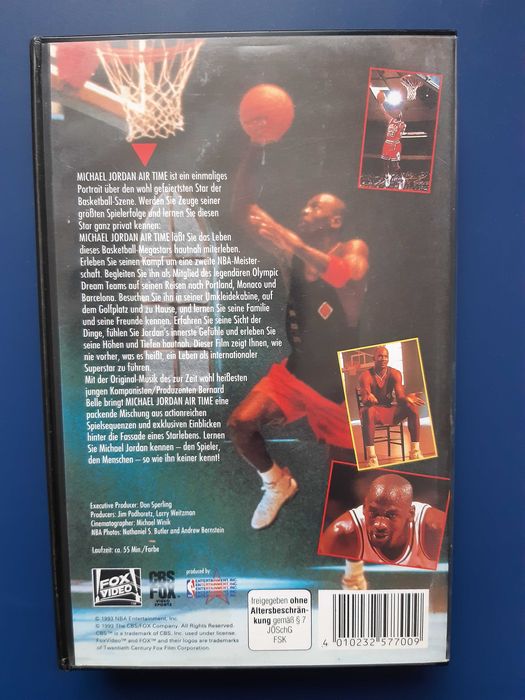 MICHAEL JORDAN AIR TIME ist ein einmaliges
Portrait über den wohl gefeiertsten Star der
Basketball-Szene. Werden Sie Zeuge seiner
größten Spielerfolge und lernen Sie diesen
Star ganz privat kennen:
MICHAEL JORDAN AIR TIME läßt Sie das Leben
dieses Basketball-Megastars hautnah miterleben.
Erleben Sie seinen Kampf um eine zweite NBA-Meister-
schaft. Begleiten Sie ihn als Mitglied des legendären Olympic
Dream Teams auf seinen Reisen nach Portland, Monaco und
Barcelona. Besuchen Sie ihn in seiner Umkleidekabine, auf
dem Golfplatz und zu Hause, und lernen Sie seine Familie
und seine Freunde kennen. Erfahren Sie seine Sicht der
Dinge, fühlen Sie Jordan's innerste Gefühle und erleben Sie
seine Höhen und Tiefen hautnah. Dieser Film zeigt Ihnen, wie
nie vorher, was es heißt, ein Leben als internationaler
Superstar zu führen.
Mit der Original-Musik des zur Zeit wohl heißesten
jungen Komponisten/Produzenten Bernard
Belle bringt MICHAEL JORDAN AIR TIME eine
packende Mischung aus actionreichen
Spielsequenzen und exklusiven Einblicken
hinter die Fassade eines Starlebens. Lernen
Sie Michael Jordan kennen – den Spieler,
den Menschen – so wie ihn keiner kennt!
Executive Producer: Don Sperling
Producers: Jim Podhoretz, Larry Weitzman
Cinematographer: Michael Winik
NBA Photos: Nathaniel S. Butler and Andrew Bernstein
Laufzeit: ca. 55 Min./Farbe
FOX
VIDEO
CBS
FOX
VIDEO SPORTS
produced by
ENTERTAINMENT
freigegeben ohne
Altersbeschrän-
kung gemäß § 7
JÖSchG
FSK
4 010232 577009
© 1993 NBA Entertainment, Inc.
© 1993 The CBS/FOX Company. All Rights Reserved.
CBS™ is a trademark of CBS, Inc. used under license.
FoxVideo™ and FOX™ and their logos are trademarks
of Twentieth Century Fox Film Corporation.